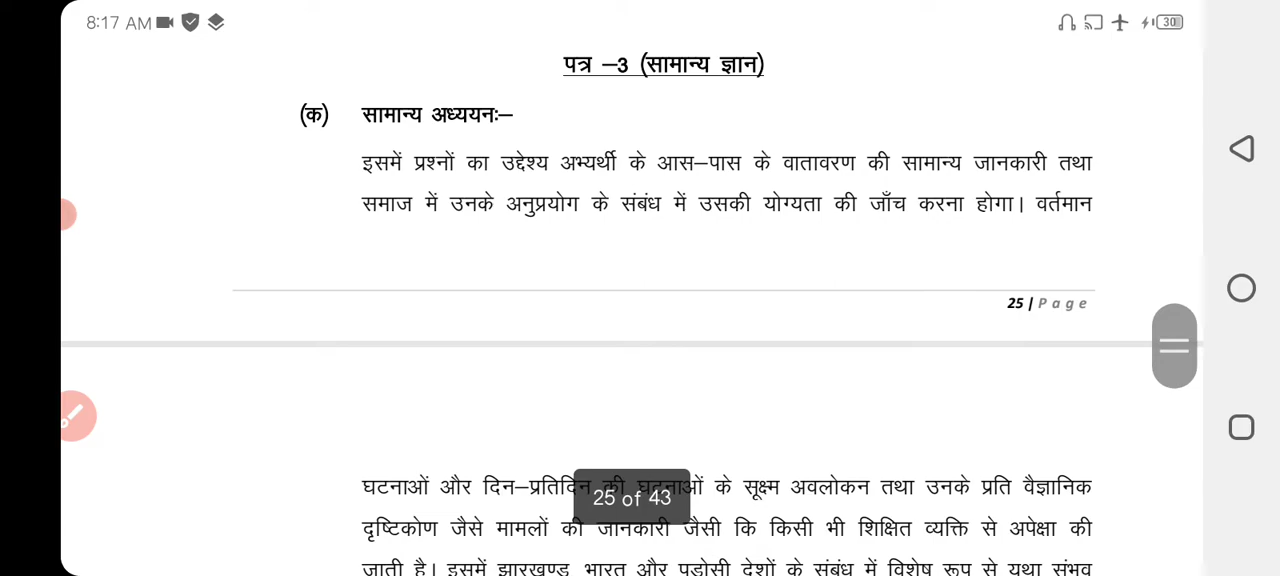 8:17 AM
30
पत्र –3 (सामान्य ज्ञान)
(क) सामान्य अध्ययनः–
इसमें प्रश्नों का उद्देश्य अभ्यर्थी के आस–पास के वातावरण की सामान्य जानकारी तथा
समाज में उनके अनुप्रयोग के संबंध में उसकी योग्यता की जाँच करना होगा। वर्तमान
25 | Page
घटनाओं और दिन–प्रतिदिन की घटनाओं के सूक्ष्म अवलोकन तथा उनके प्रति वैज्ञानिक
25 of 43
दृष्टिकोण जैसे मामलों की जानकारी जैसी कि किसी भी शिक्षित व्यक्ति से अपेक्षा की
जाती है। इसमें झारखण्ड, भारत और पड़ोसी देशों के संबंध में विशेष रूप से यथा संभव